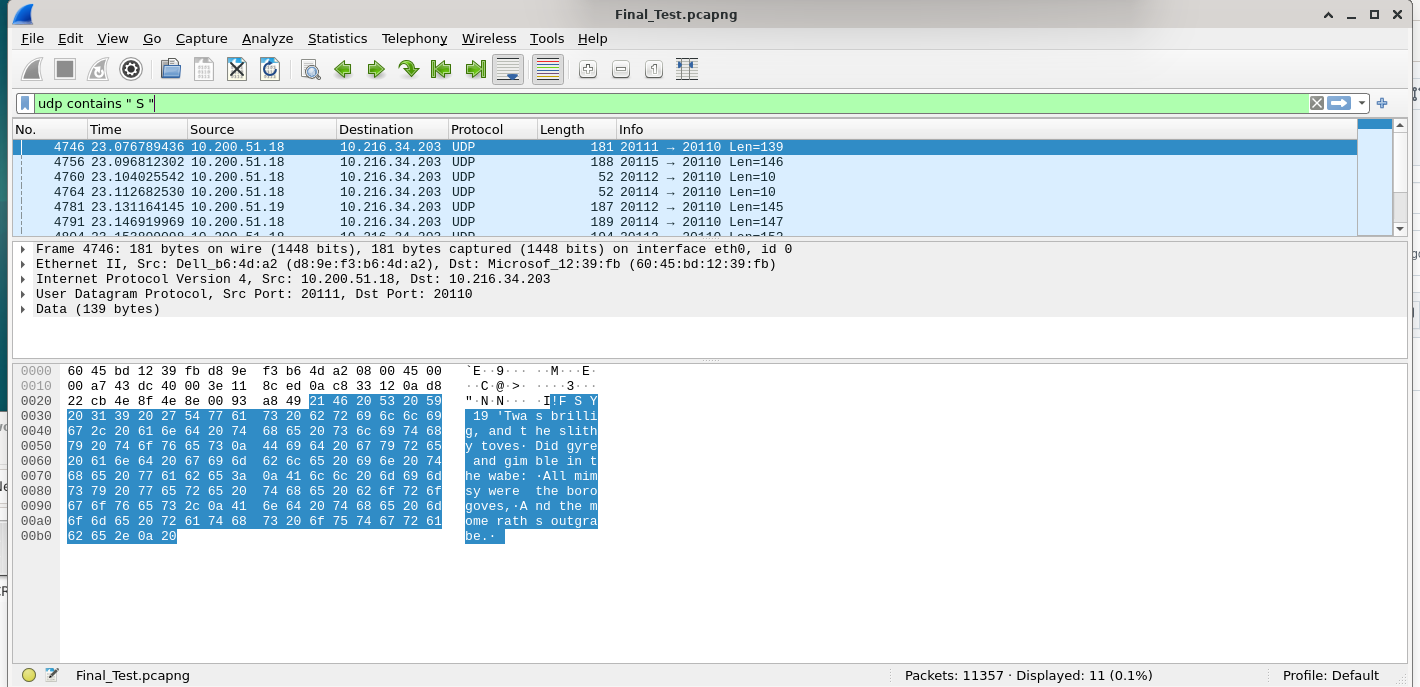 Final_Test.pcapng
File Edit View Go Capture Analyze Statistics Telephony Wireless Tools Help
udp contains " S "
No. Time Source Destination Protocol Length Info
4746 23.076789436 10.200.51.18 10.216.34.203 UDP 181 20111 → 20110 Len=139
4756 23.096812302 10.200.51.18 10.216.34.203 UDP 188 20115 → 20110 Len=146
4760 23.104025542 10.200.51.18 10.216.34.203 UDP 52 20112 → 20110 Len=10
4764 23.112682530 10.200.51.18 10.216.34.203 UDP 52 20114 → 20110 Len=10
4781 23.131164145 10.200.51.19 10.216.34.203 UDP 187 20112 → 20110 Len=145
4791 23.146919969 10.200.51.18 10.216.34.203 UDP 189 20114 → 20110 Len=147
Frame 4746: 181 bytes on wire (1448 bits), 181 bytes captured (1448 bits) on interface eth0, id 0
Ethernet II, Src: Dell_b6:4d:a2 (d8:9e:f3:b6:4d:a2), Dst: Microsof_12:39:fb (60:45:bd:12:39:fb)
Internet Protocol Version 4, Src: 10.200.51.18, Dst: 10.216.34.203
User Datagram Protocol, Src Port: 20111, Dst Port: 20110
Data (139 bytes)
0000 60 45 bd 12 39 fb d8 9e f3 b6 4d a2 08 00 45 00 `E··9··· ··M···E·
0010 00 a7 43 dc 40 00 3e 11 8c ed 0a c8 33 12 0a d8 ··C·@·>· ····3···
0020 22 cb 4e 8f 4e 8e 00 93 a8 49 21 46 20 53 20 59 "·N·N··· ·I!F S Y
0030 20 31 39 20 27 54 77 61 73 20 62 72 69 6c 6c 69 19 'Twa s brilli
0040 67 2c 20 61 6e 64 20 74 68 65 20 73 6c 69 74 68 g, and t he slith
0050 79 20 74 6f 76 65 73 0a 44 69 64 20 67 79 72 65 y toves· Did gyre
0060 20 61 6e 64 20 67 69 6d 62 6c 65 20 69 6e 20 74 and gim ble in t
0070 68 65 20 77 61 62 65 3a 0a 41 6c 6c 20 6d 69 6d he wabe: ·All mim
0080 73 79 20 77 65 72 65 20 74 68 65 20 62 6f 72 6f sy were the boro
0090 67 6f 76 65 73 2c 0a 41 6e 64 20 74 68 65 20 6d goves,·A nd the m
00a0 6f 6d 65 20 72 61 74 68 73 20 6f 75 74 67 72 61 ome rath s outgra
00b0 62 65 2e 0a 20 be.·
Final_Test.pcapng Packets: 11357 · Displayed: 11 (0.1%) Profile: Default